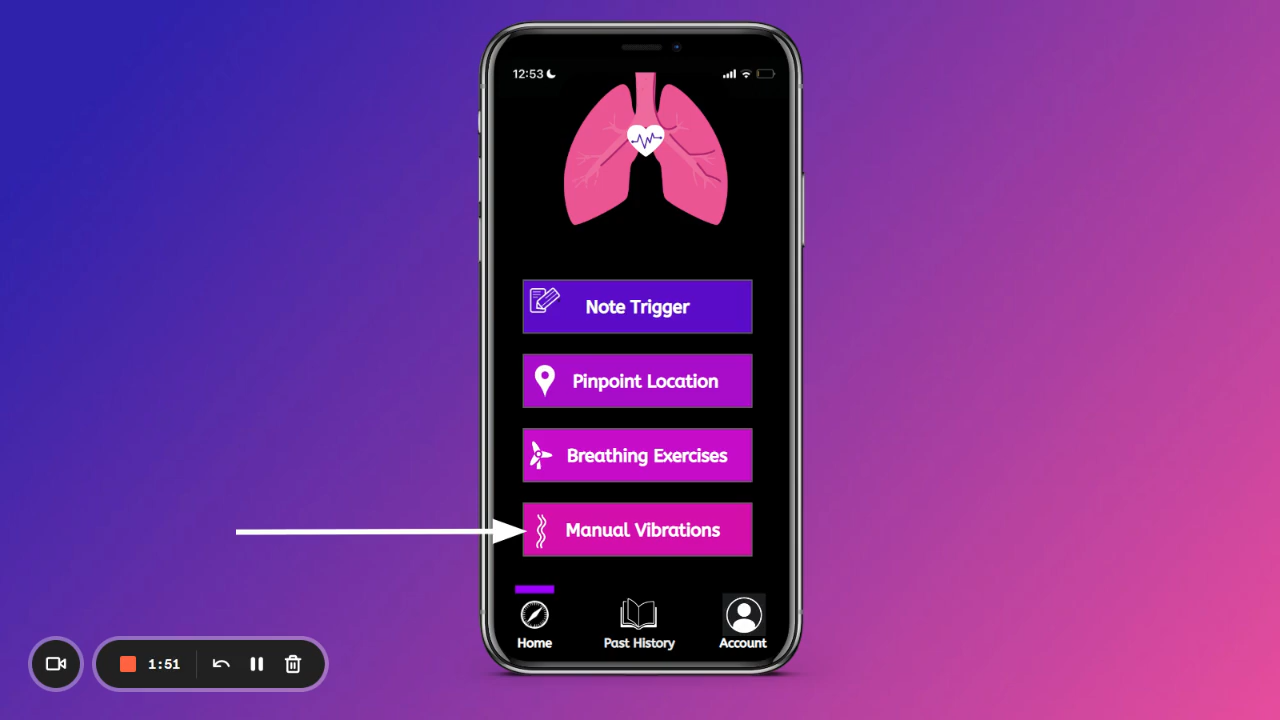 12:53
Note Trigger
Pinpoint Location
Breathing Exercises
Manual Vibrations
Home
Past History
Account
1:51